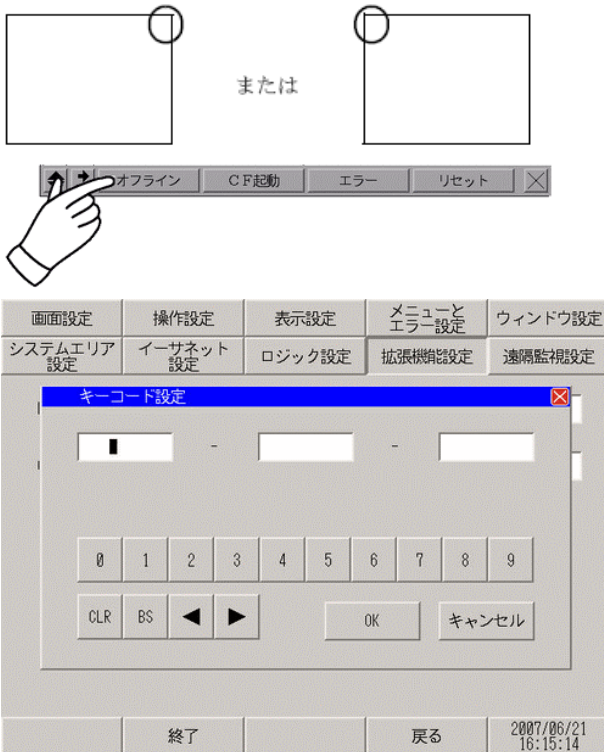 または
オフライン CF起動 エラー リセット
画面設定 操作設定 表示設定 メニューと エラー設定 ウィンドウ設定
システムエリア 設定 イーサネット 設定 ロジック設定 拡張機能設定 遠隔監視設定
キーコード設定
- -
0 1 2 3 4 5 6 7 8 9
CLR BS ◀ ▶ OK キャンセル
終了 戻る 2007/06/21
16:15:14